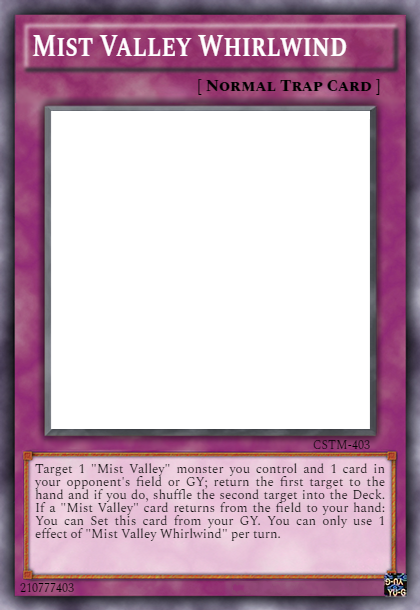 Mist Valley Whirlwind
[ Normal Trap Card ]
CSTM-403
Target 1 "Mist Valley" monster you control and 1 card in
your opponent's field or GY; return the first target to the
hand and if you do, shuffle the second target into the Deck.
If a "Mist Valley" card returns from the field to your hand:
You can Set this card from your GY. You can only use 1
effect of "Mist Valley Whirlwind" per turn.
210777403